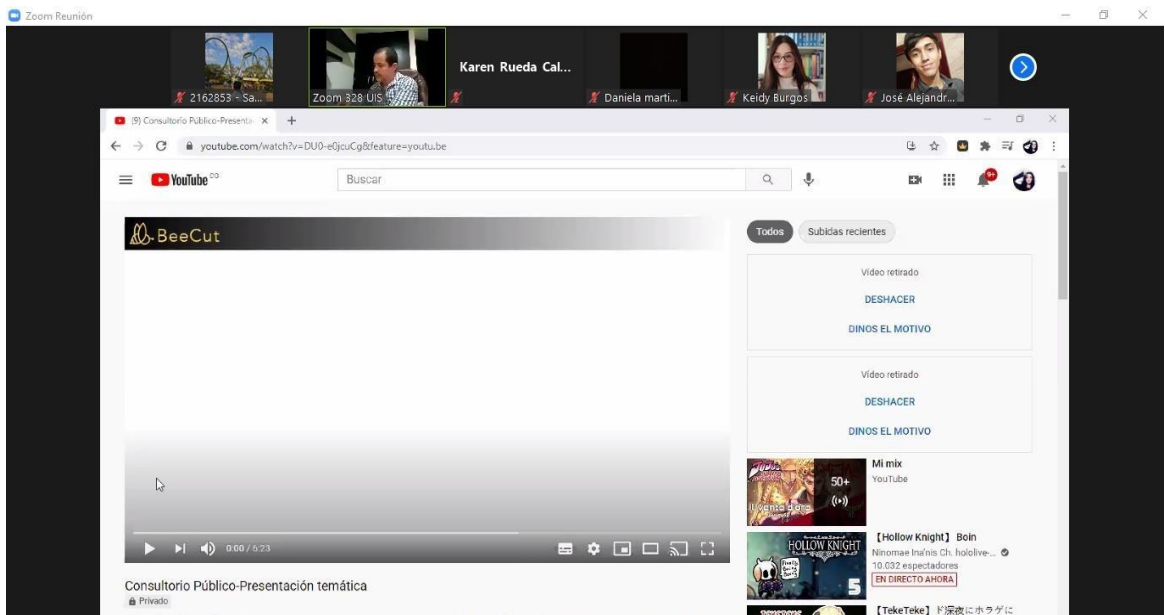 Zoom Reunión
Karen Rueda Cal...
2162853 - Sa...
Zoom 328 UIS
Daniela marti...
Keidy Burgos
José Alejandr...
(9) Consultorio Público-Presenta
youtube.com/watch?v=DU0-e0jcuCg&feature=youtu.be
YouTube CO
Buscar
9+
BeeCut
Todos
Subidas recientes
Vídeo retirado
DESHACER
DINOS EL MOTIVO
Vídeo retirado
DESHACER
DINOS EL MOTIVO
50+
Mi mix
YouTube
0:00 / 6:23
HOLLOW KNIGHT
5
【Hollow Knight】 Boin
Ninomae Ina'nis Ch. hololive-...
10.032 espectadores
EN DIRECTO AHORA
Consultorio Público-Presentación temática
Privado
【TekeTeke】ド深夜にホラゲに